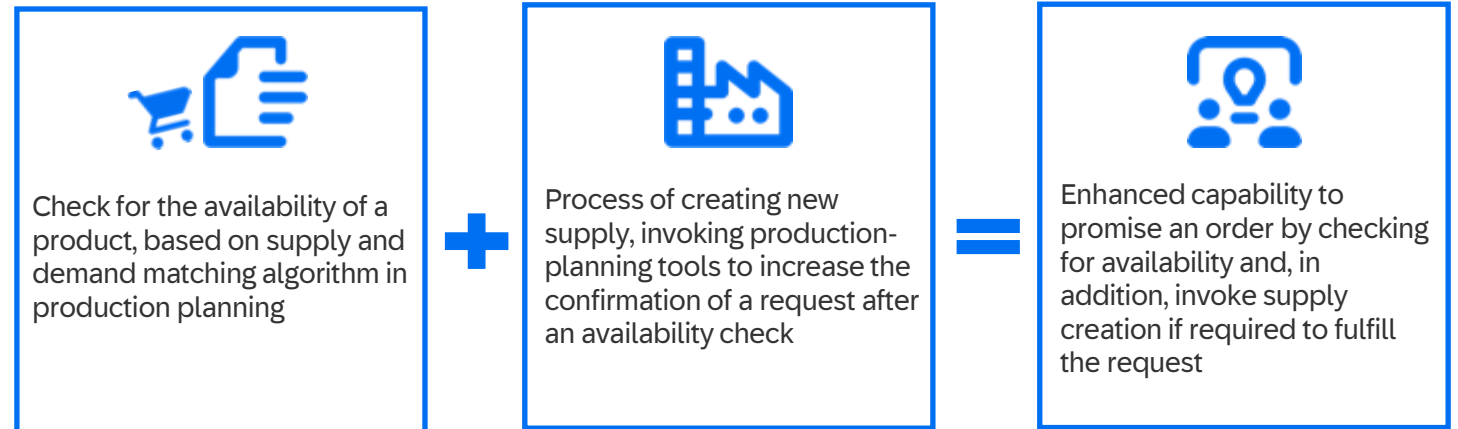 Check for the availability of a
product, based on supply and
demand matching algorithm in
production planning
Process of creating new
supply, invoking production-
planning tools to increase the
confirmation of a request after
an availability check
Enhanced capability to
promise an order by checking
for availability and, in
addition, invoke supply
creation if required to fulfill
the request